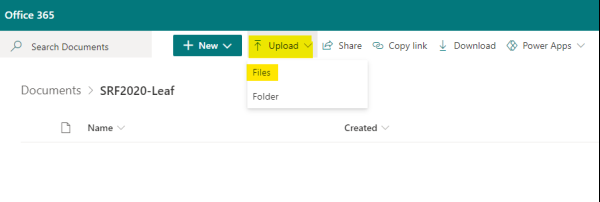 Office 365
Search Documents
New Upload Share Copy link Download Power Apps
Files
Folder
Documents > SRF2020-Leaf
Name Created